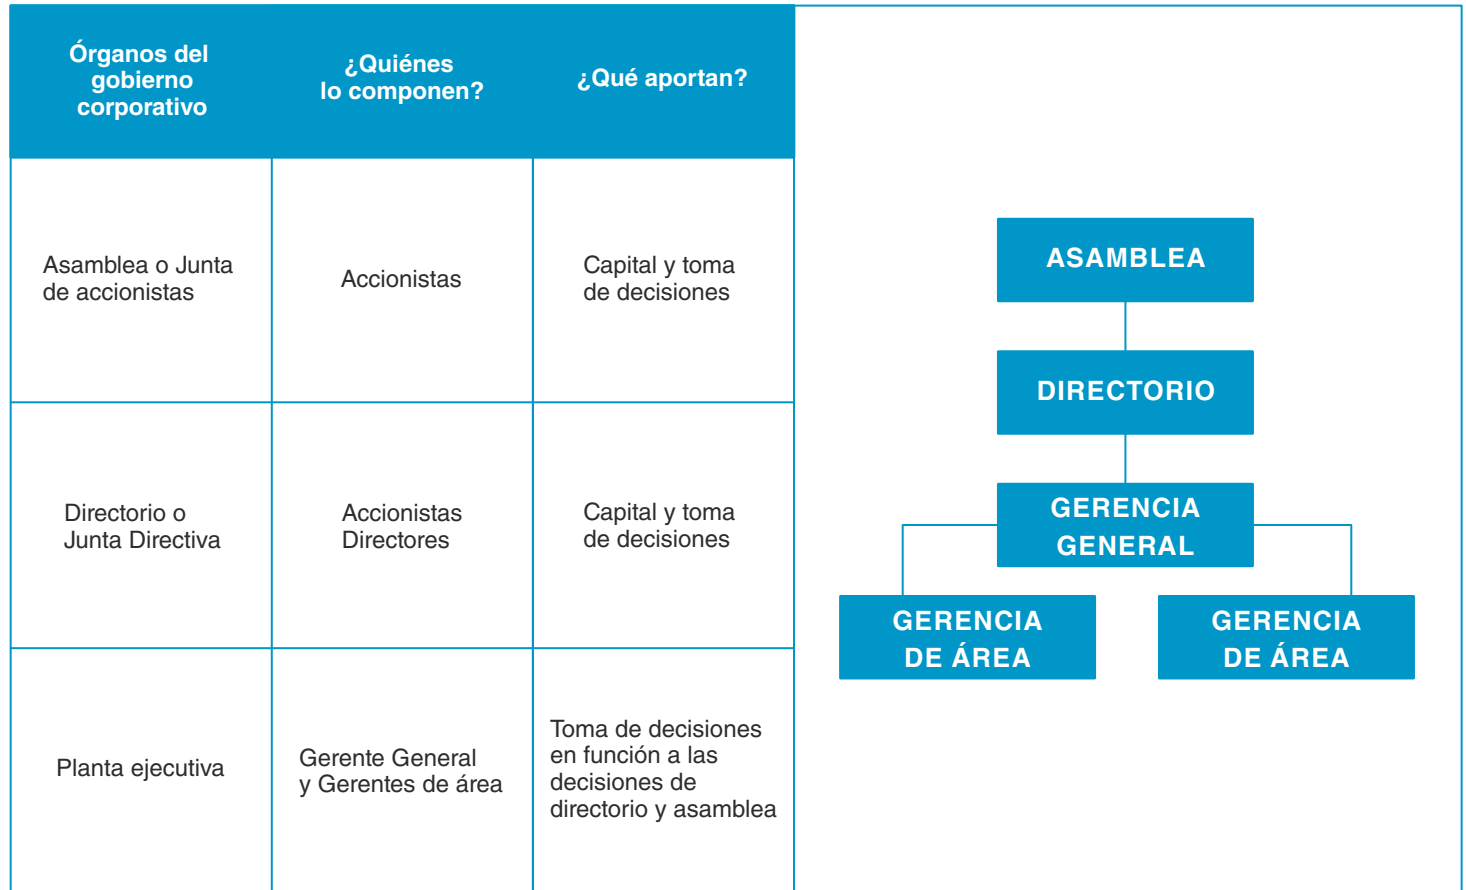 Órganos del
gobierno
corporativo
¿Quiénes
lo componen?
¿Qué aportan?
Asamblea o Junta
de accionistas
Accionistas
Capital y toma
de decisiones
Directorio o
Junta Directiva
Accionistas
Directores
Capital y toma
de decisiones
Planta ejecutiva
Gerente General
y Gerentes de área
Toma de decisiones
en función a las
decisiones de
directorio y asamblea
ASAMBLEA
DIRECTORIO
GERENCIA
GENERAL
GERENCIA
DE ÁREA
GERENCIA
DE ÁREA